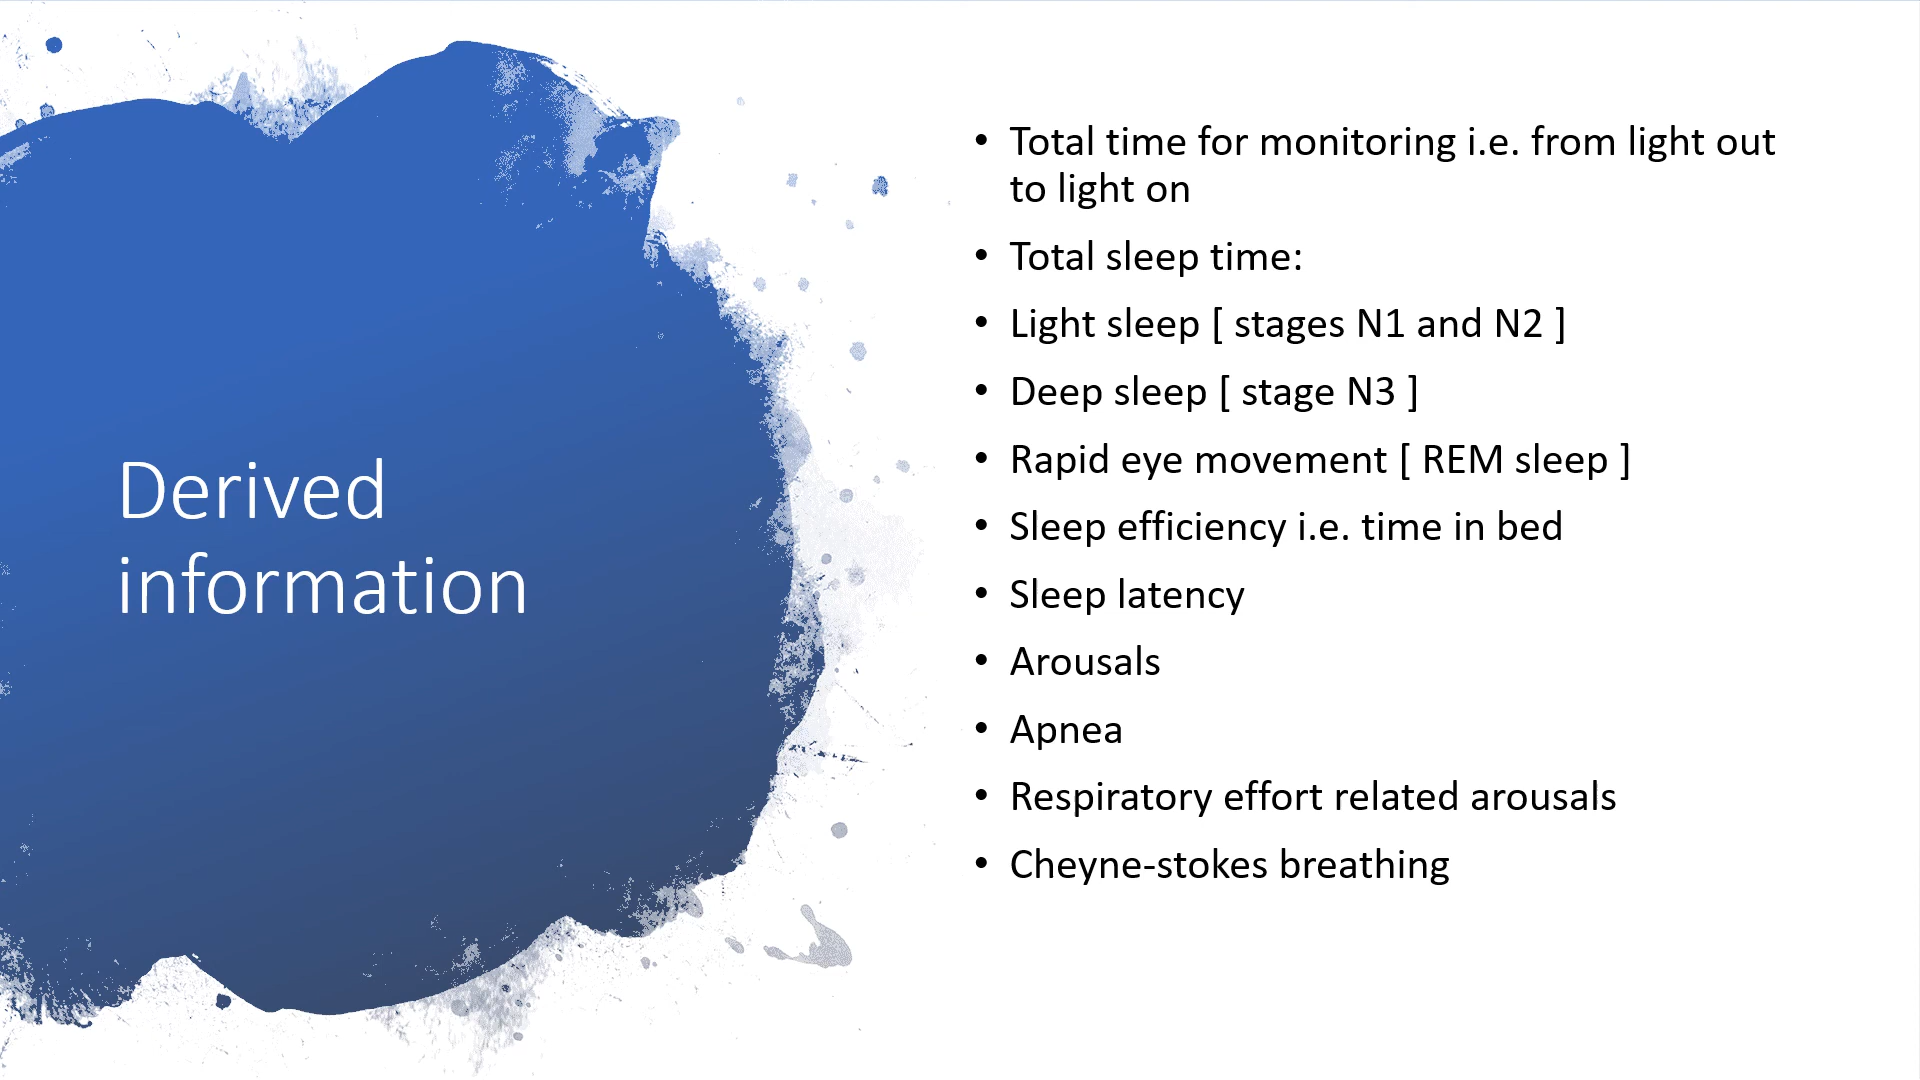 Derived
information
• Total time for monitoring i.e. from light out
to light on
• Total sleep time:
• Light sleep [ stages N1 and N2 ]
• Deep sleep [ stage N3 ]
• Rapid eye movement [ REM sleep ]
• Sleep efficiency i.e. time in bed
• Sleep latency
• Arousals
• Apnea
• Respiratory effort related arousals
• Cheyne-stokes breathing